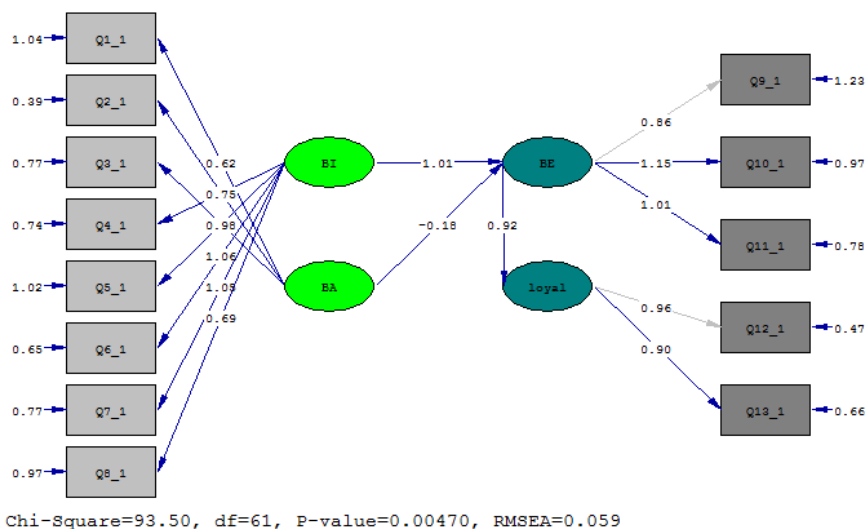 1.04
Q1_1
0.39
Q2_1
0.77
Q3_1
0.74
Q4_1
1.02
Q5_1
0.65
Q6_1
0.77
Q7_1
0.97
Q8_1
0.62
0.75
0.98
1.06
0.69
BI
BA
1.01
-0.18
BE
0.92
loyal
0.86
1.15
1.01
0.96
0.90
Q9_1
1.23
Q10_1
0.97
Q11_1
0.78
Q12_1
0.47
Q13_1
0.66
Chi-Square=93.50, df=61, P-value=0.00470, RMSEA=0.059